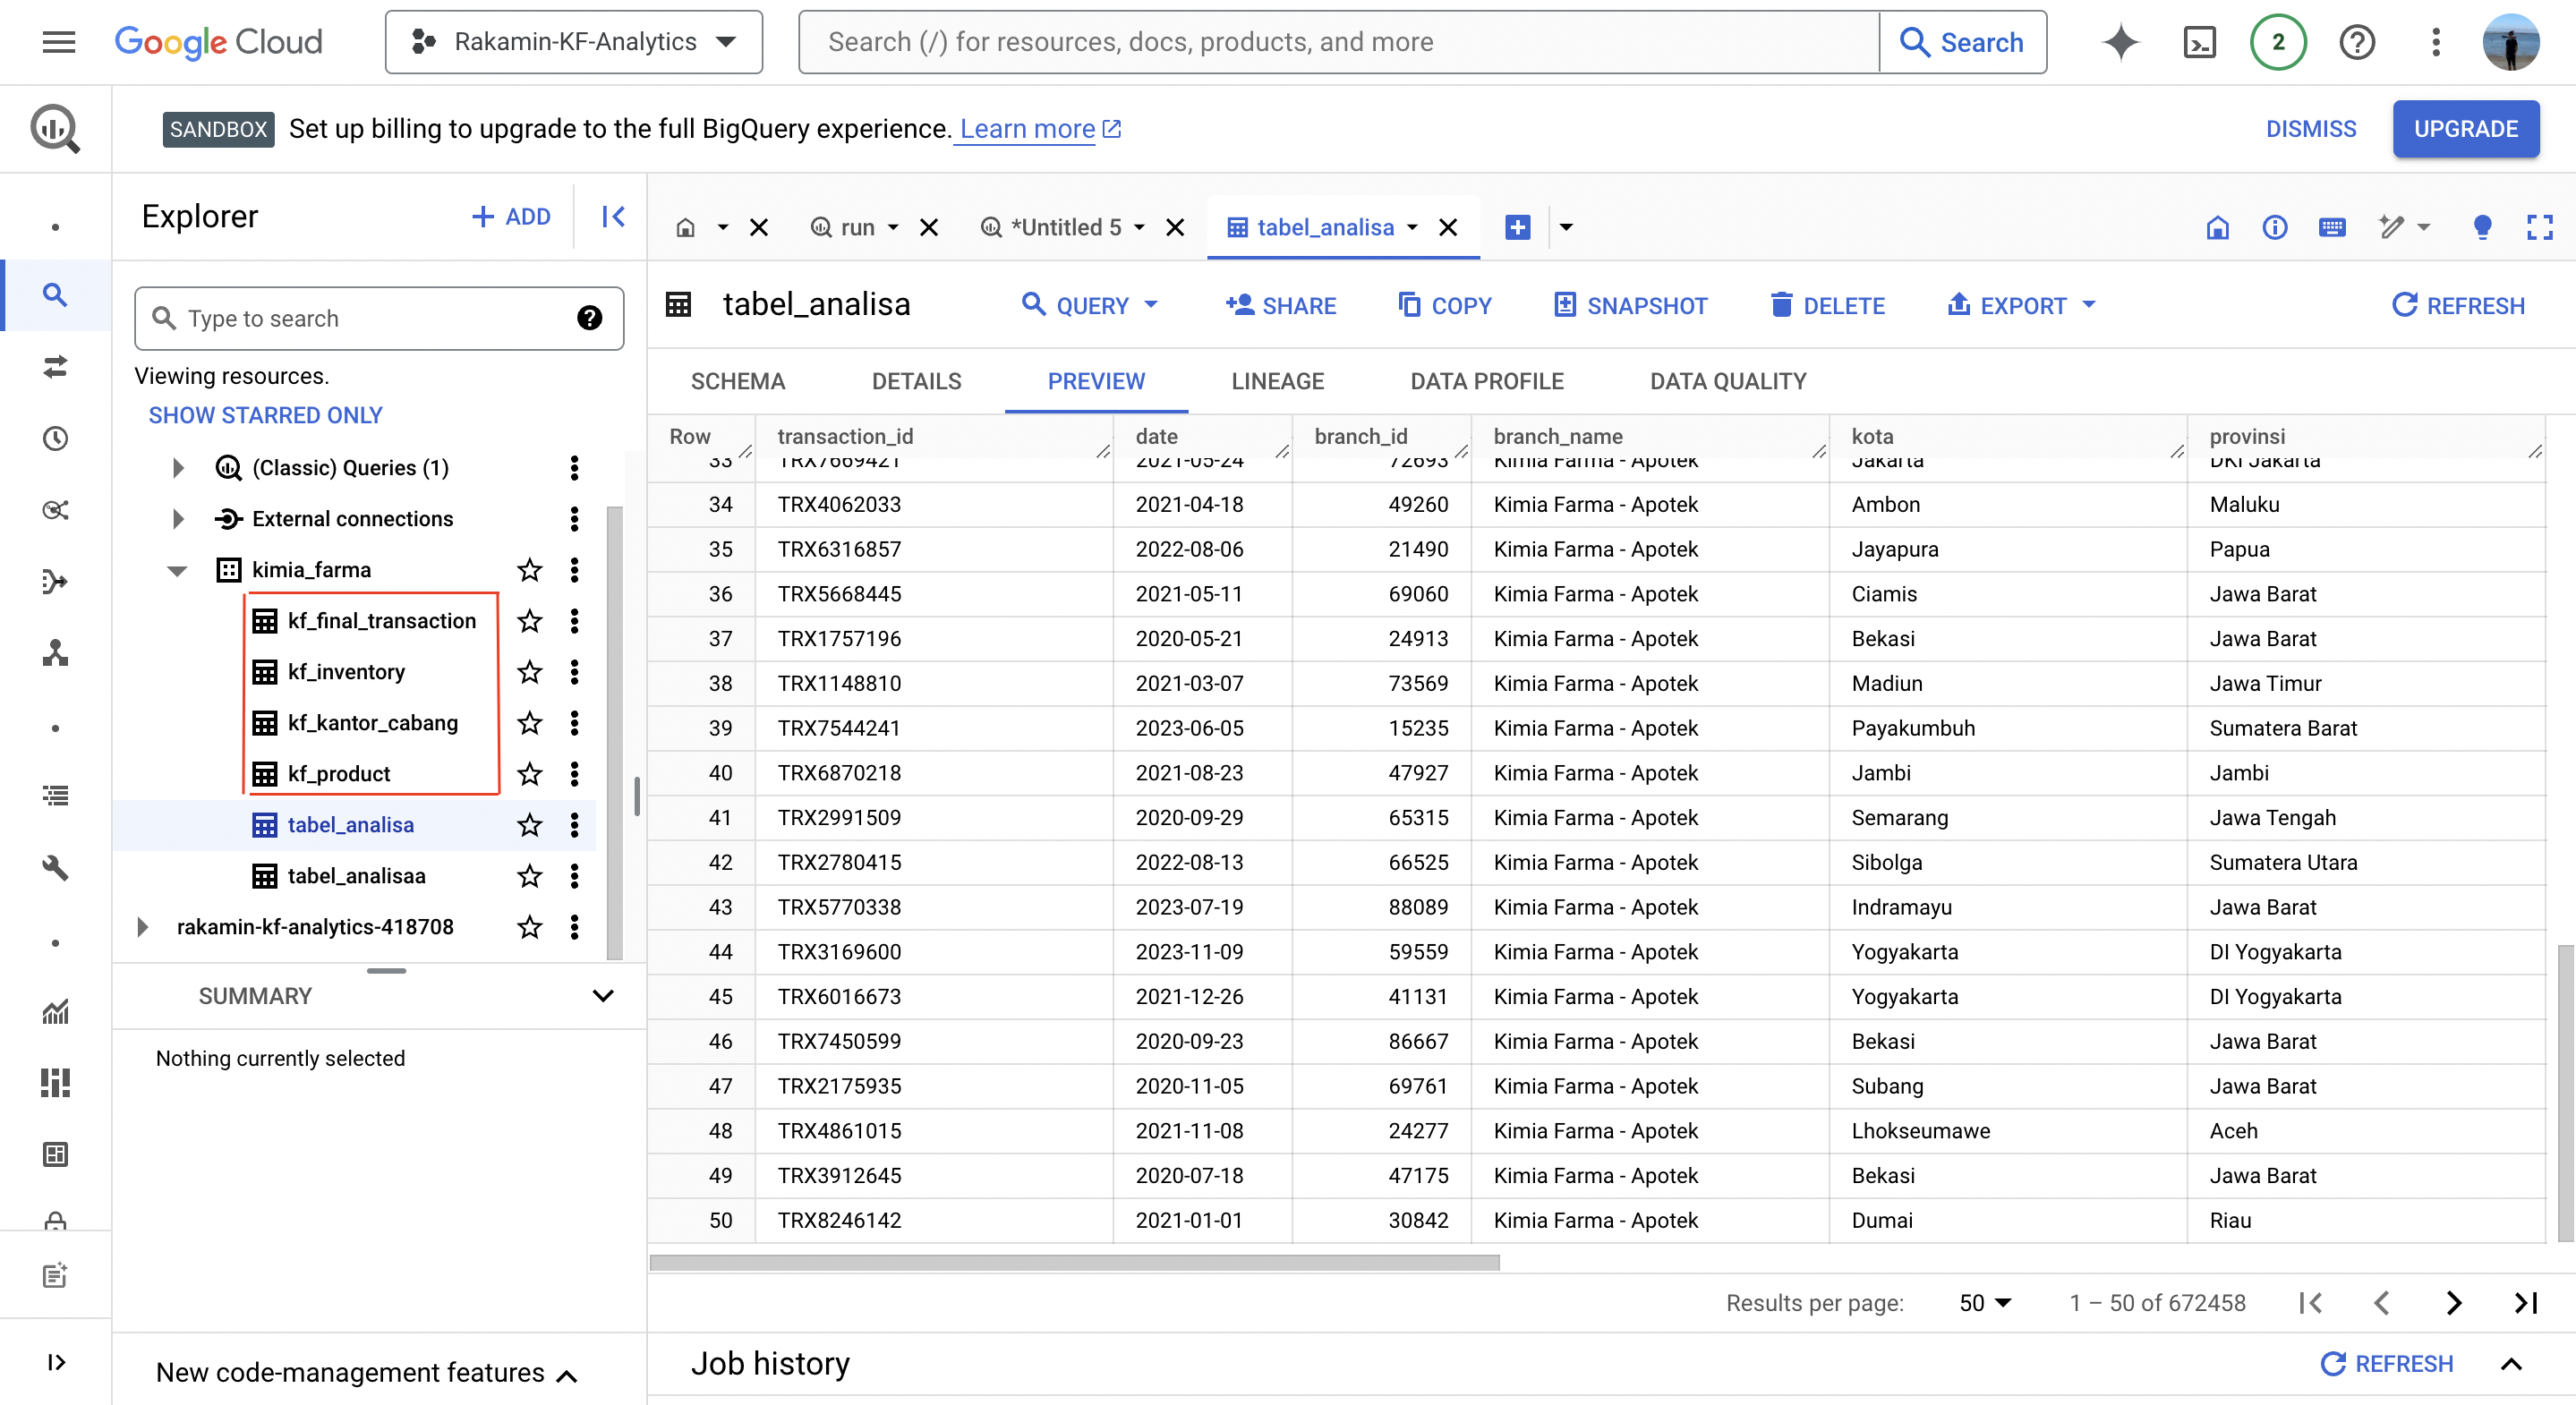 Google Cloud
Rakamin-KF-Analytics
Search (/) for resources, docs, products, and more
Search
2
SANDBOX Set up billing to upgrade to the full BigQuery experience. Learn more
DISMISS
UPGRADE
Explorer
+ ADD
Type to search
Viewing resources.
SHOW STARRED ONLY
(Classic) Queries (1)
External connections
kimia_farma
kf_final_transaction
kf_inventory
kf_kantor_cabang
kf_product
tabel_analisa
tabel_analisaa
rakamin-kf-analytics-418708
SUMMARY
Nothing currently selected
New code-management features
run
*Untitled 5
tabel_analisa
tabel_analisa
QUERY
SHARE
COPY
SNAPSHOT
DELETE
EXPORT
REFRESH
SCHEMA DETAILS PREVIEW LINEAGE DATA PROFILE DATA QUALITY
Row transaction_id date branch_id branch_name kota provinsi
33 TRX7669421 2021-05-24 72693 Kimia Farma - Apotek Jakarta DKI Jakarta
34 TRX4062033 2021-04-18 49260 Kimia Farma - Apotek Ambon Maluku
35 TRX6316857 2022-08-06 21490 Kimia Farma - Apotek Jayapura Papua
36 TRX5668445 2021-05-11 69060 Kimia Farma - Apotek Ciamis Jawa Barat
37 TRX1757196 2020-05-21 24913 Kimia Farma - Apotek Bekasi Jawa Barat
38 TRX1148810 2021-03-07 73569 Kimia Farma - Apotek Madiun Jawa Timur
39 TRX7544241 2023-06-05 15235 Kimia Farma - Apotek Payakumbuh Sumatera Barat
40 TRX6870218 2021-08-23 47927 Kimia Farma - Apotek Jambi Jambi
41 TRX2991509 2020-09-29 65315 Kimia Farma - Apotek Semarang Jawa Tengah
42 TRX2780415 2022-08-13 66525 Kimia Farma - Apotek Sibolga Sumatera Utara
43 TRX5770338 2023-07-19 88089 Kimia Farma - Apotek Indramayu Jawa Barat
44 TRX3169600 2023-11-09 59559 Kimia Farma - Apotek Yogyakarta DI Yogyakarta
45 TRX6016673 2021-12-26 41131 Kimia Farma - Apotek Yogyakarta DI Yogyakarta
46 TRX7450599 2020-09-23 86667 Kimia Farma - Apotek Bekasi Jawa Barat
47 TRX2175935 2020-11-05 69761 Kimia Farma - Apotek Subang Jawa Barat
48 TRX4861015 2021-11-08 24277 Kimia Farma - Apotek Lhokseumawe Aceh
49 TRX3912645 2020-07-18 47175 Kimia Farma - Apotek Bekasi Jawa Barat
50 TRX8246142 2021-01-01 30842 Kimia Farma - Apotek Dumai Riau
Results per page: 50 1 – 50 of 672458
Job history
REFRESH